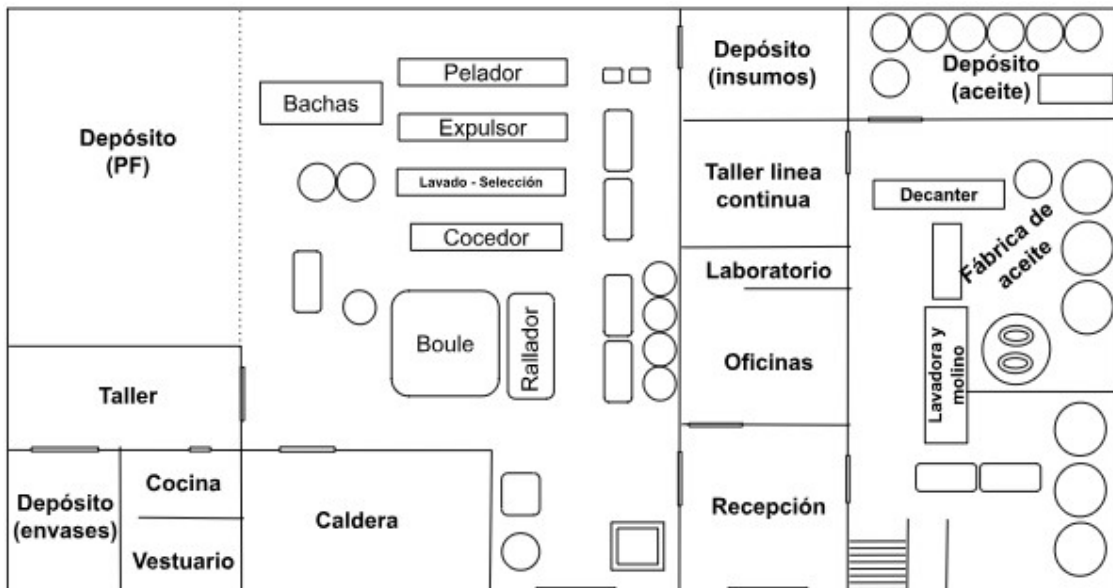 Depósito
(PF)
Bachas
Pelador
Expulsor
Lavado - Selección
Cocedor
Boule
Rallador
Taller
Depósito
(envases)
Cocina
Vestuario
Caldera
Depósito
(insumos)
Taller linea
continua
Laboratorio
Oficinas
Recepción
Depósito
(aceite)
Decanter
Fábrica de
aceite
Lavadora y
molino